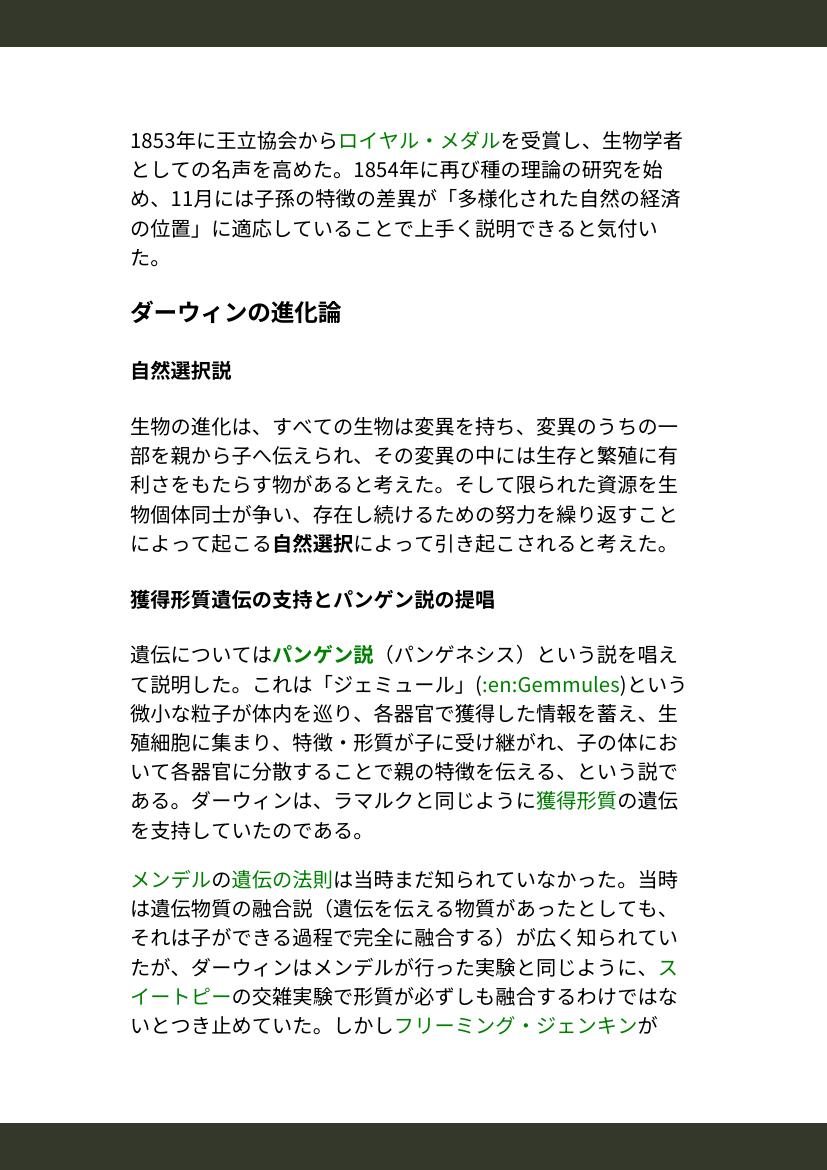 1853年に王立協会からロイヤル・メダルを受賞し、生物学者
としての名声を高めた。1854年に再び種の理論の研究を始
め、11月には子孫の特徴の差異が「多様化された自然の経済
の位置」に適応していることで上手く説明できると気付い
た。
ダーウィンの進化論
自然選択説
生物の進化は、すべての生物は変異を持ち、変異のうちの一
部を親から子へ伝えられ、その変異の中には生存と繁殖に有
利さをもたらす物があると考えた。そして限られた資源を生
物個体同士が争い、存在し続けるための努力を繰り返すこと
によって起こる自然選択によって引き起こされると考えた。
獲得形質遺伝の支持とパンゲン説の提唱
遺伝についてはパンゲン説（パンゲネシス）という説を唱え
て説明した。これは「ジェミュール」(:en:Gemmules)という
微小な粒子が体内を巡り、各器官で獲得した情報を蓄え、生
殖細胞に集まり、特徴・形質が子に受け継がれ、子の体にお
いて各器官に分散することで親の特徴を伝える、という説で
ある。ダーウィンは、ラマルクと同じように獲得形質の遺伝
を支持していたのである。
メンデルの遺伝の法則は当時まだ知られていなかった。当時
は遺伝物質の融合説（遺伝を伝える物質があったとしても、
それは子ができる過程で完全に融合する）が広く知られてい
たが、ダーウィンはメンデルが行った実験と同じように、ス
イートピーの交雑実験で形質が必ずしも融合するわけではな
いとつき止めていた。しかしフリーミング・ジェンキンが